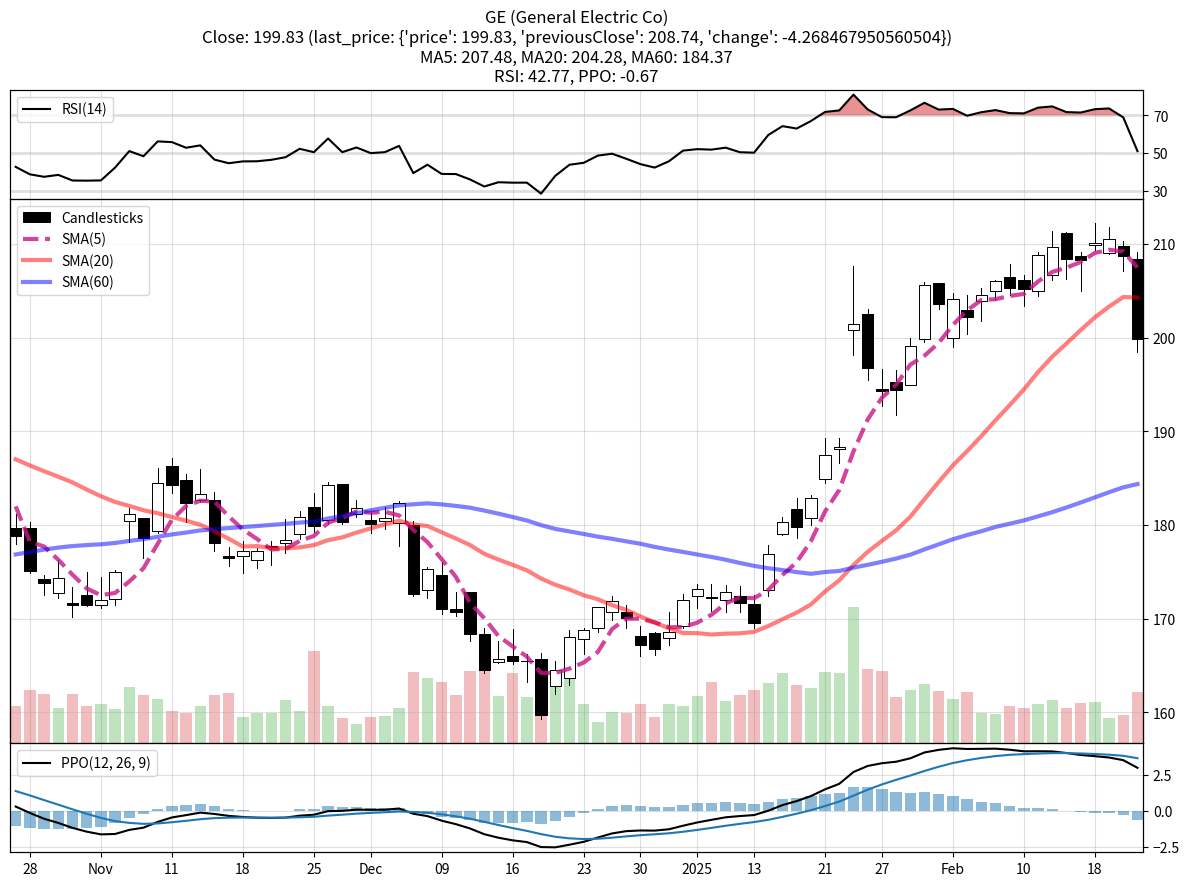 GE (General Electric Co)
Close: 199.83 (last_price: {'price': 199.83, 'previousClose': 208.74, 'change': -4.268467950560504})
MA5: 207.48, MA20: 204.28, MA60: 184.37
RSI: 42.77, PPO: -0.67
RSI(14)
70
50
30
Candlesticks
SMA(5)
SMA(20)
SMA(60)
210
200
190
180
170
160
PPO(12, 26, 9)
2.5
0.0
−2.5
28 Nov 11 18 25 Dec 09 16 23 30 2025 13 21 27 Feb 10 18